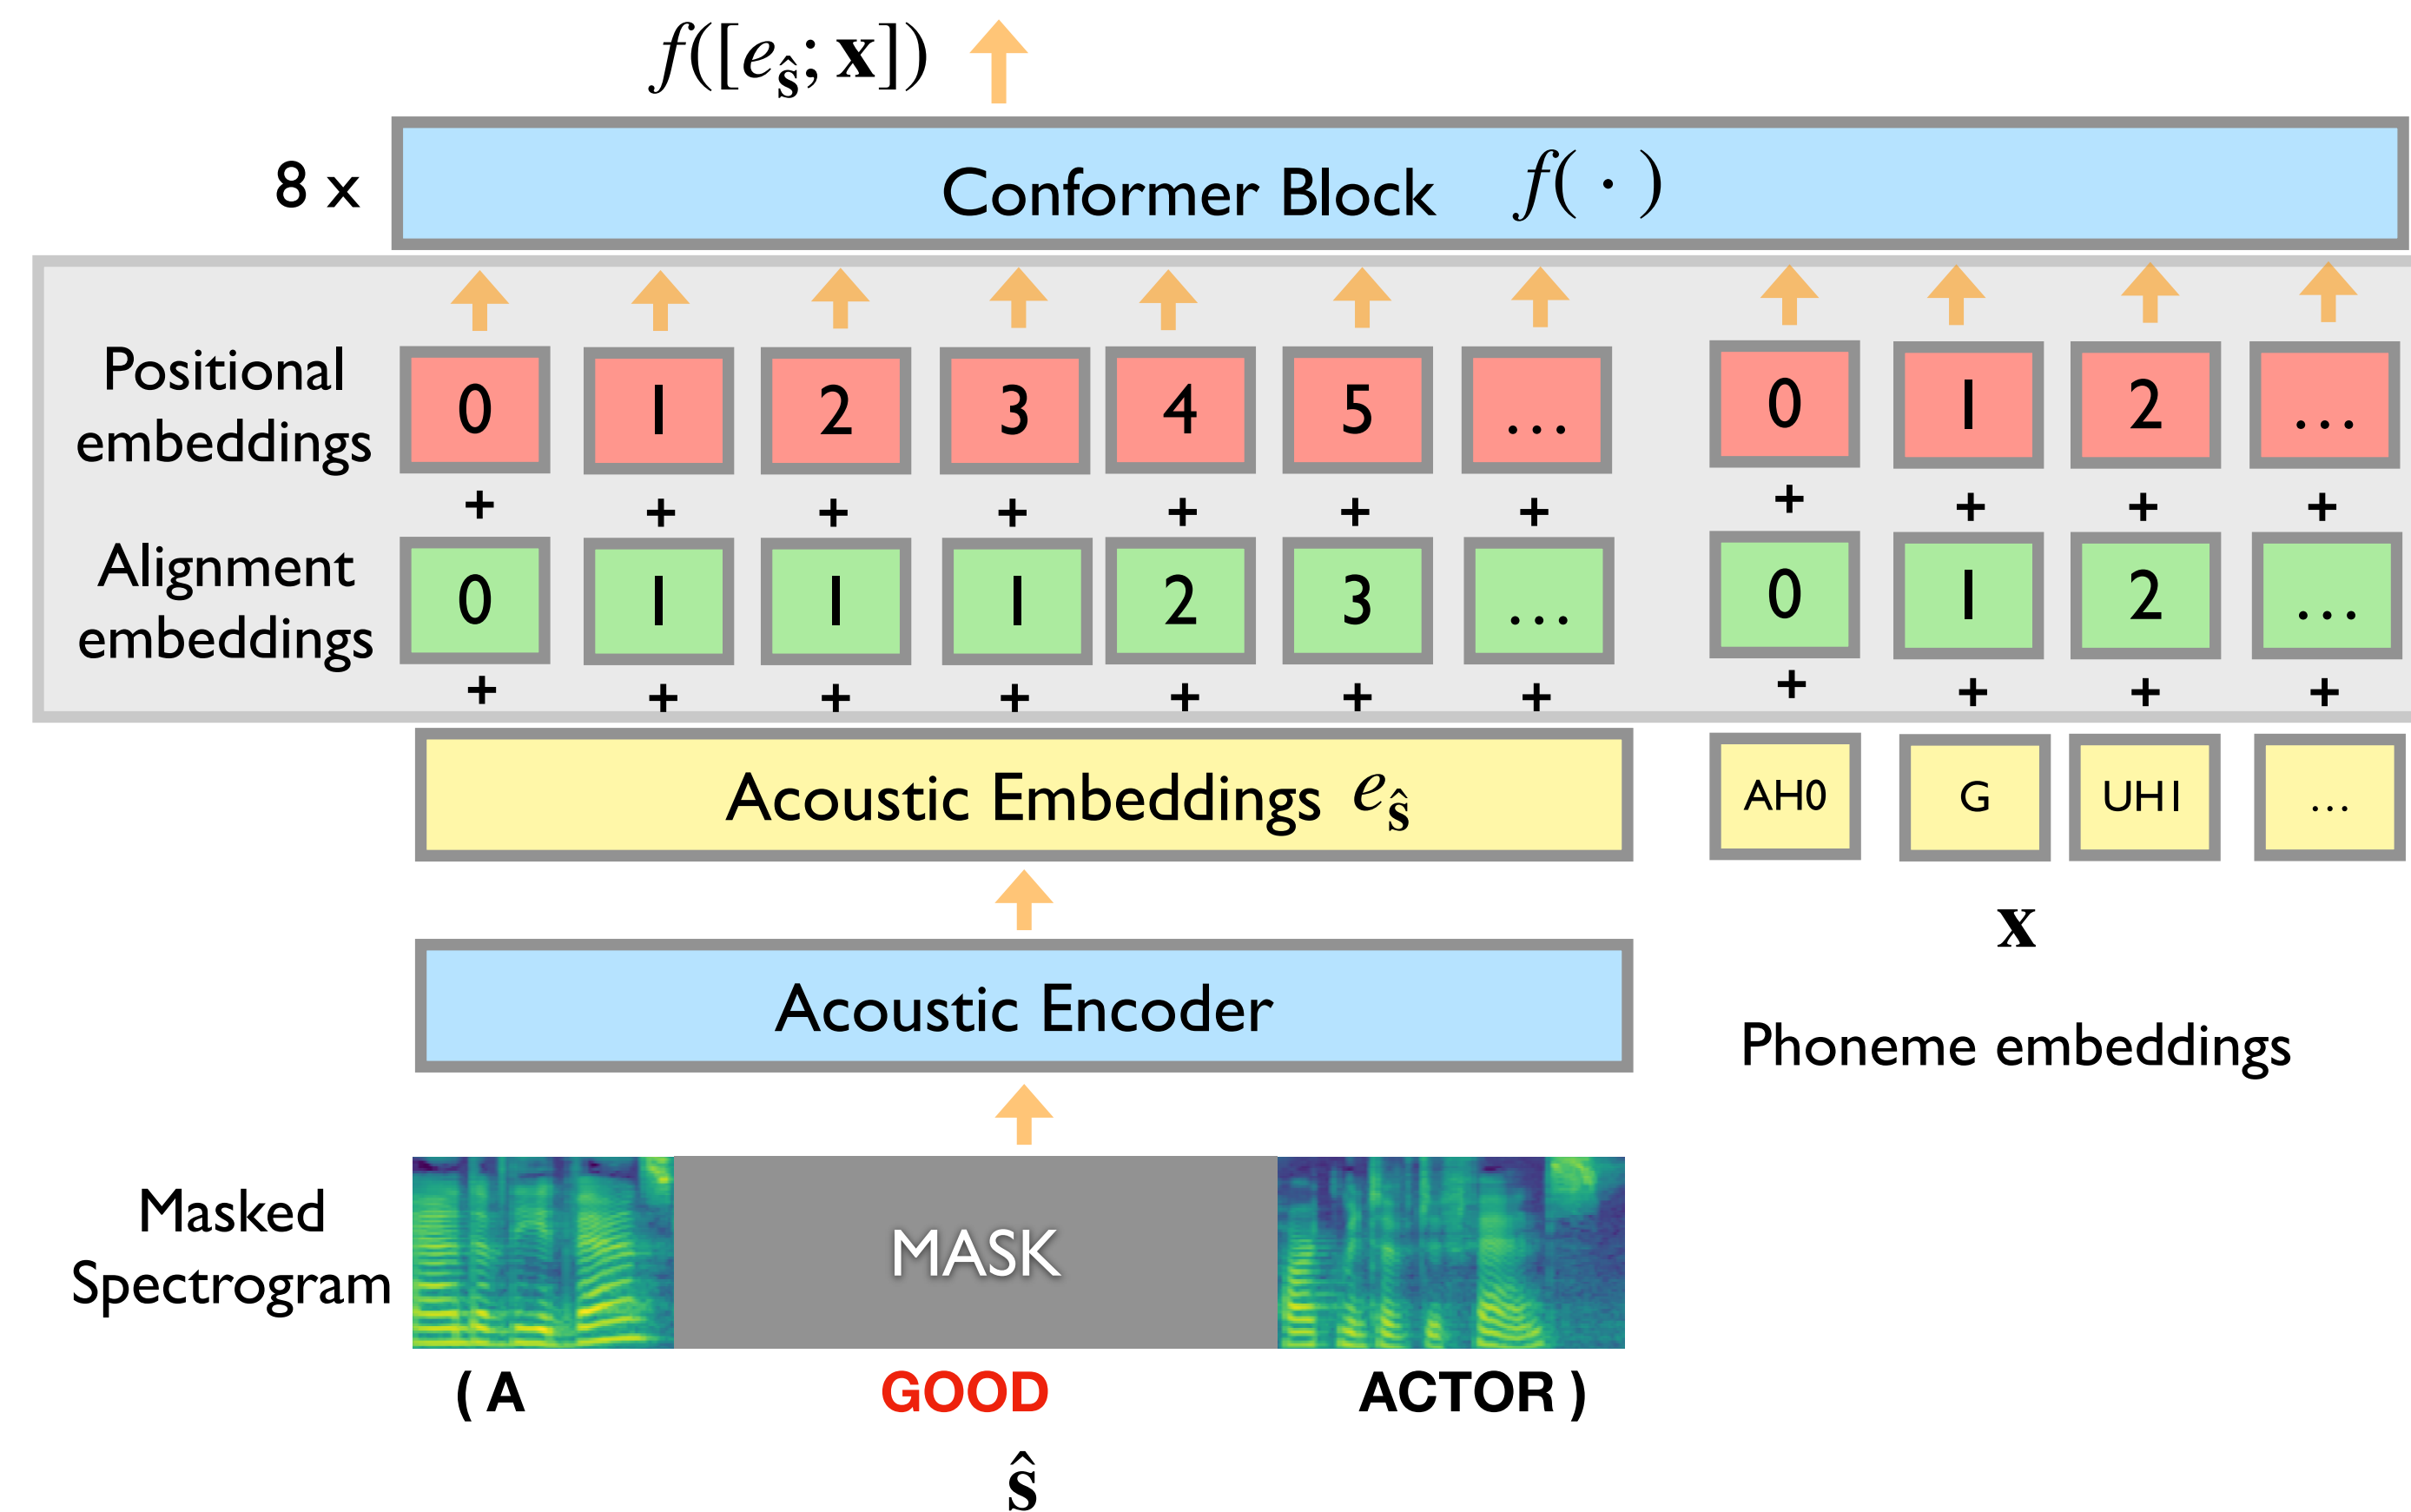 f([e_ŝ; x])
8 x
Conformer Block f( · )
Positional embeddings
0 1 2 3 4 5 ... 0 1 2 ...
+ + + + + + + + + + +
Alignment embeddings
0 1 1 1 2 3 ... 0 1 2 ...
+ + + + + + + + + + +
Acoustic Embeddings e_ŝ
AH0 G UH1 ...
x
Acoustic Encoder
Phoneme embeddings
Masked
Spectrogram
MASK
( A GOOD ACTOR )
ŝ